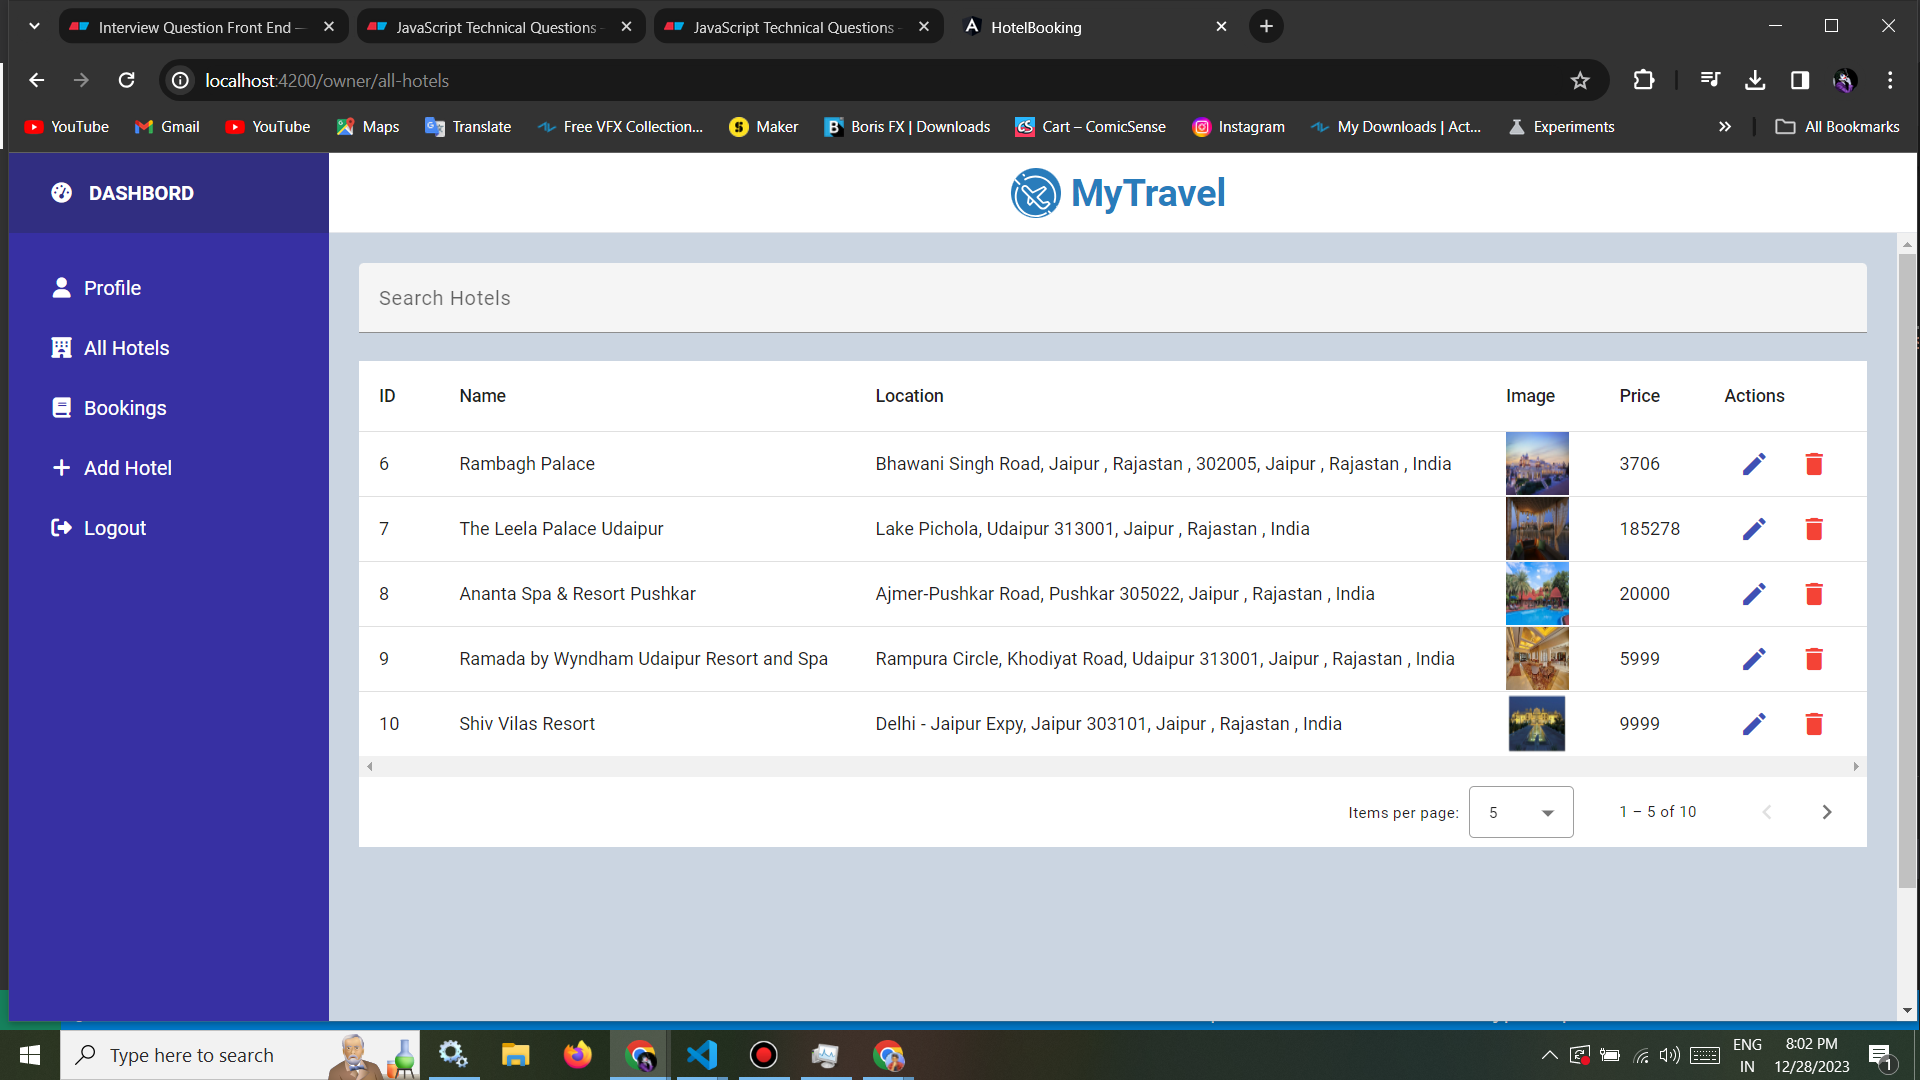 Interview Question Front End —
JavaScript Technical Questions -
JavaScript Technical Questions -
HotelBooking
localhost:4200/owner/all-hotels
YouTube
Gmail
YouTube
Maps
Translate
Free VFX Collection...
Maker
Boris FX | Downloads
Cart – ComicSense
Instagram
My Downloads | Act...
Experiments
All Bookmarks
DASHBORD
MyTravel
Profile
All Hotels
Bookings
Add Hotel
Logout
Search Hotels
ID Name Location Image Price Actions
6 Rambagh Palace Bhawani Singh Road, Jaipur , Rajastan , 302005, Jaipur , Rajastan , India 3706
7 The Leela Palace Udaipur Lake Pichola, Udaipur 313001, Jaipur , Rajastan , India 185278
8 Ananta Spa & Resort Pushkar Ajmer-Pushkar Road, Pushkar 305022, Jaipur , Rajastan , India 20000
9 Ramada by Wyndham Udaipur Resort and Spa Rampura Circle, Khodiyat Road, Udaipur 313001, Jaipur , Rajastan , India 5999
10 Shiv Vilas Resort Delhi - Jaipur Expy, Jaipur 303101, Jaipur , Rajastan , India 9999
Items per page: 5 1 – 5 of 10
Type here to search
ENG
IN
8:02 PM
12/28/2023
1